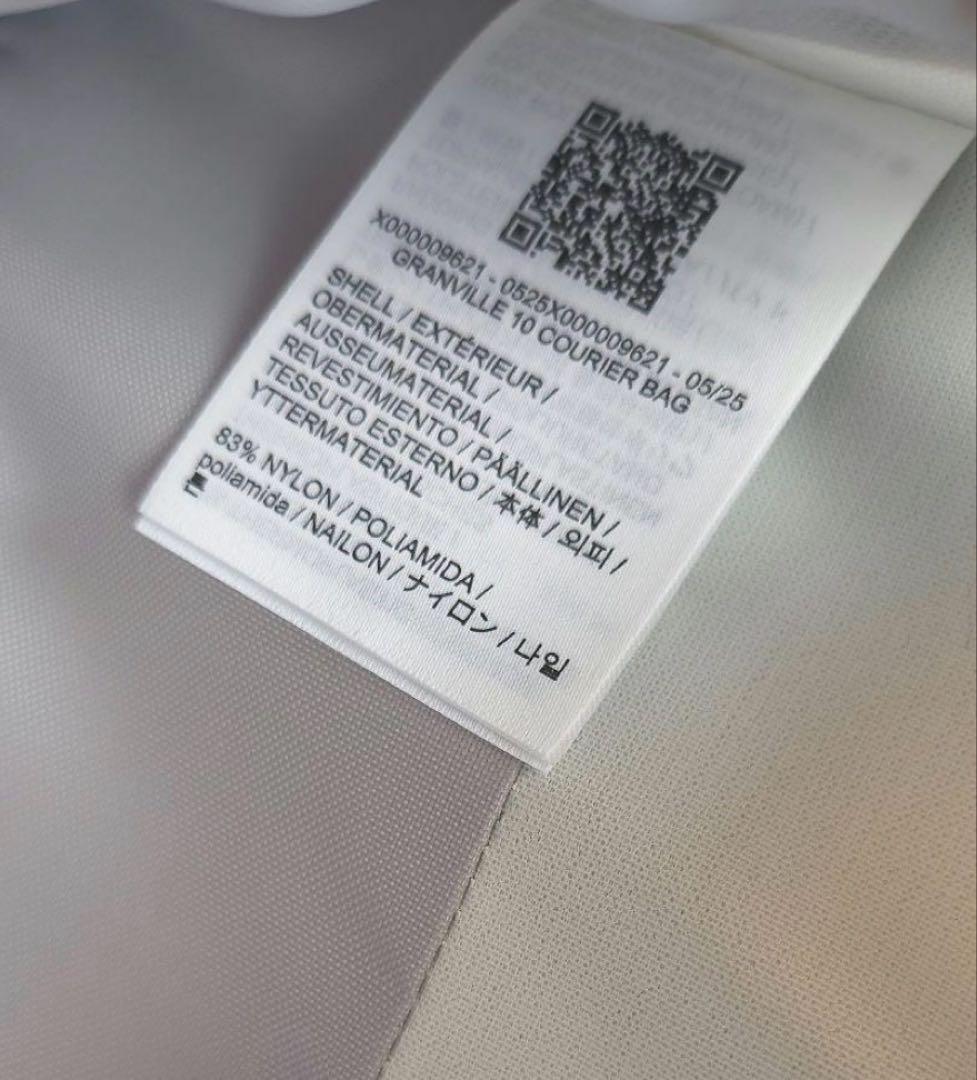 X000009621 - 0525X000009621 - 05/25
GRANVILLE 10 COURIER BAG
SHELL / EXTÉRIEUR /
OBERMATERIAL /
AUSSEUMATERIAL /
REVESTIMIENTO / PÄÄLLINEN /
TESSUTO ESTERNO / 本体 / 외피 /
YTTERMATERIAL
83% NYLON / POLIAMIDA /
poliamida / NAILON / ナイロン / 나일
론